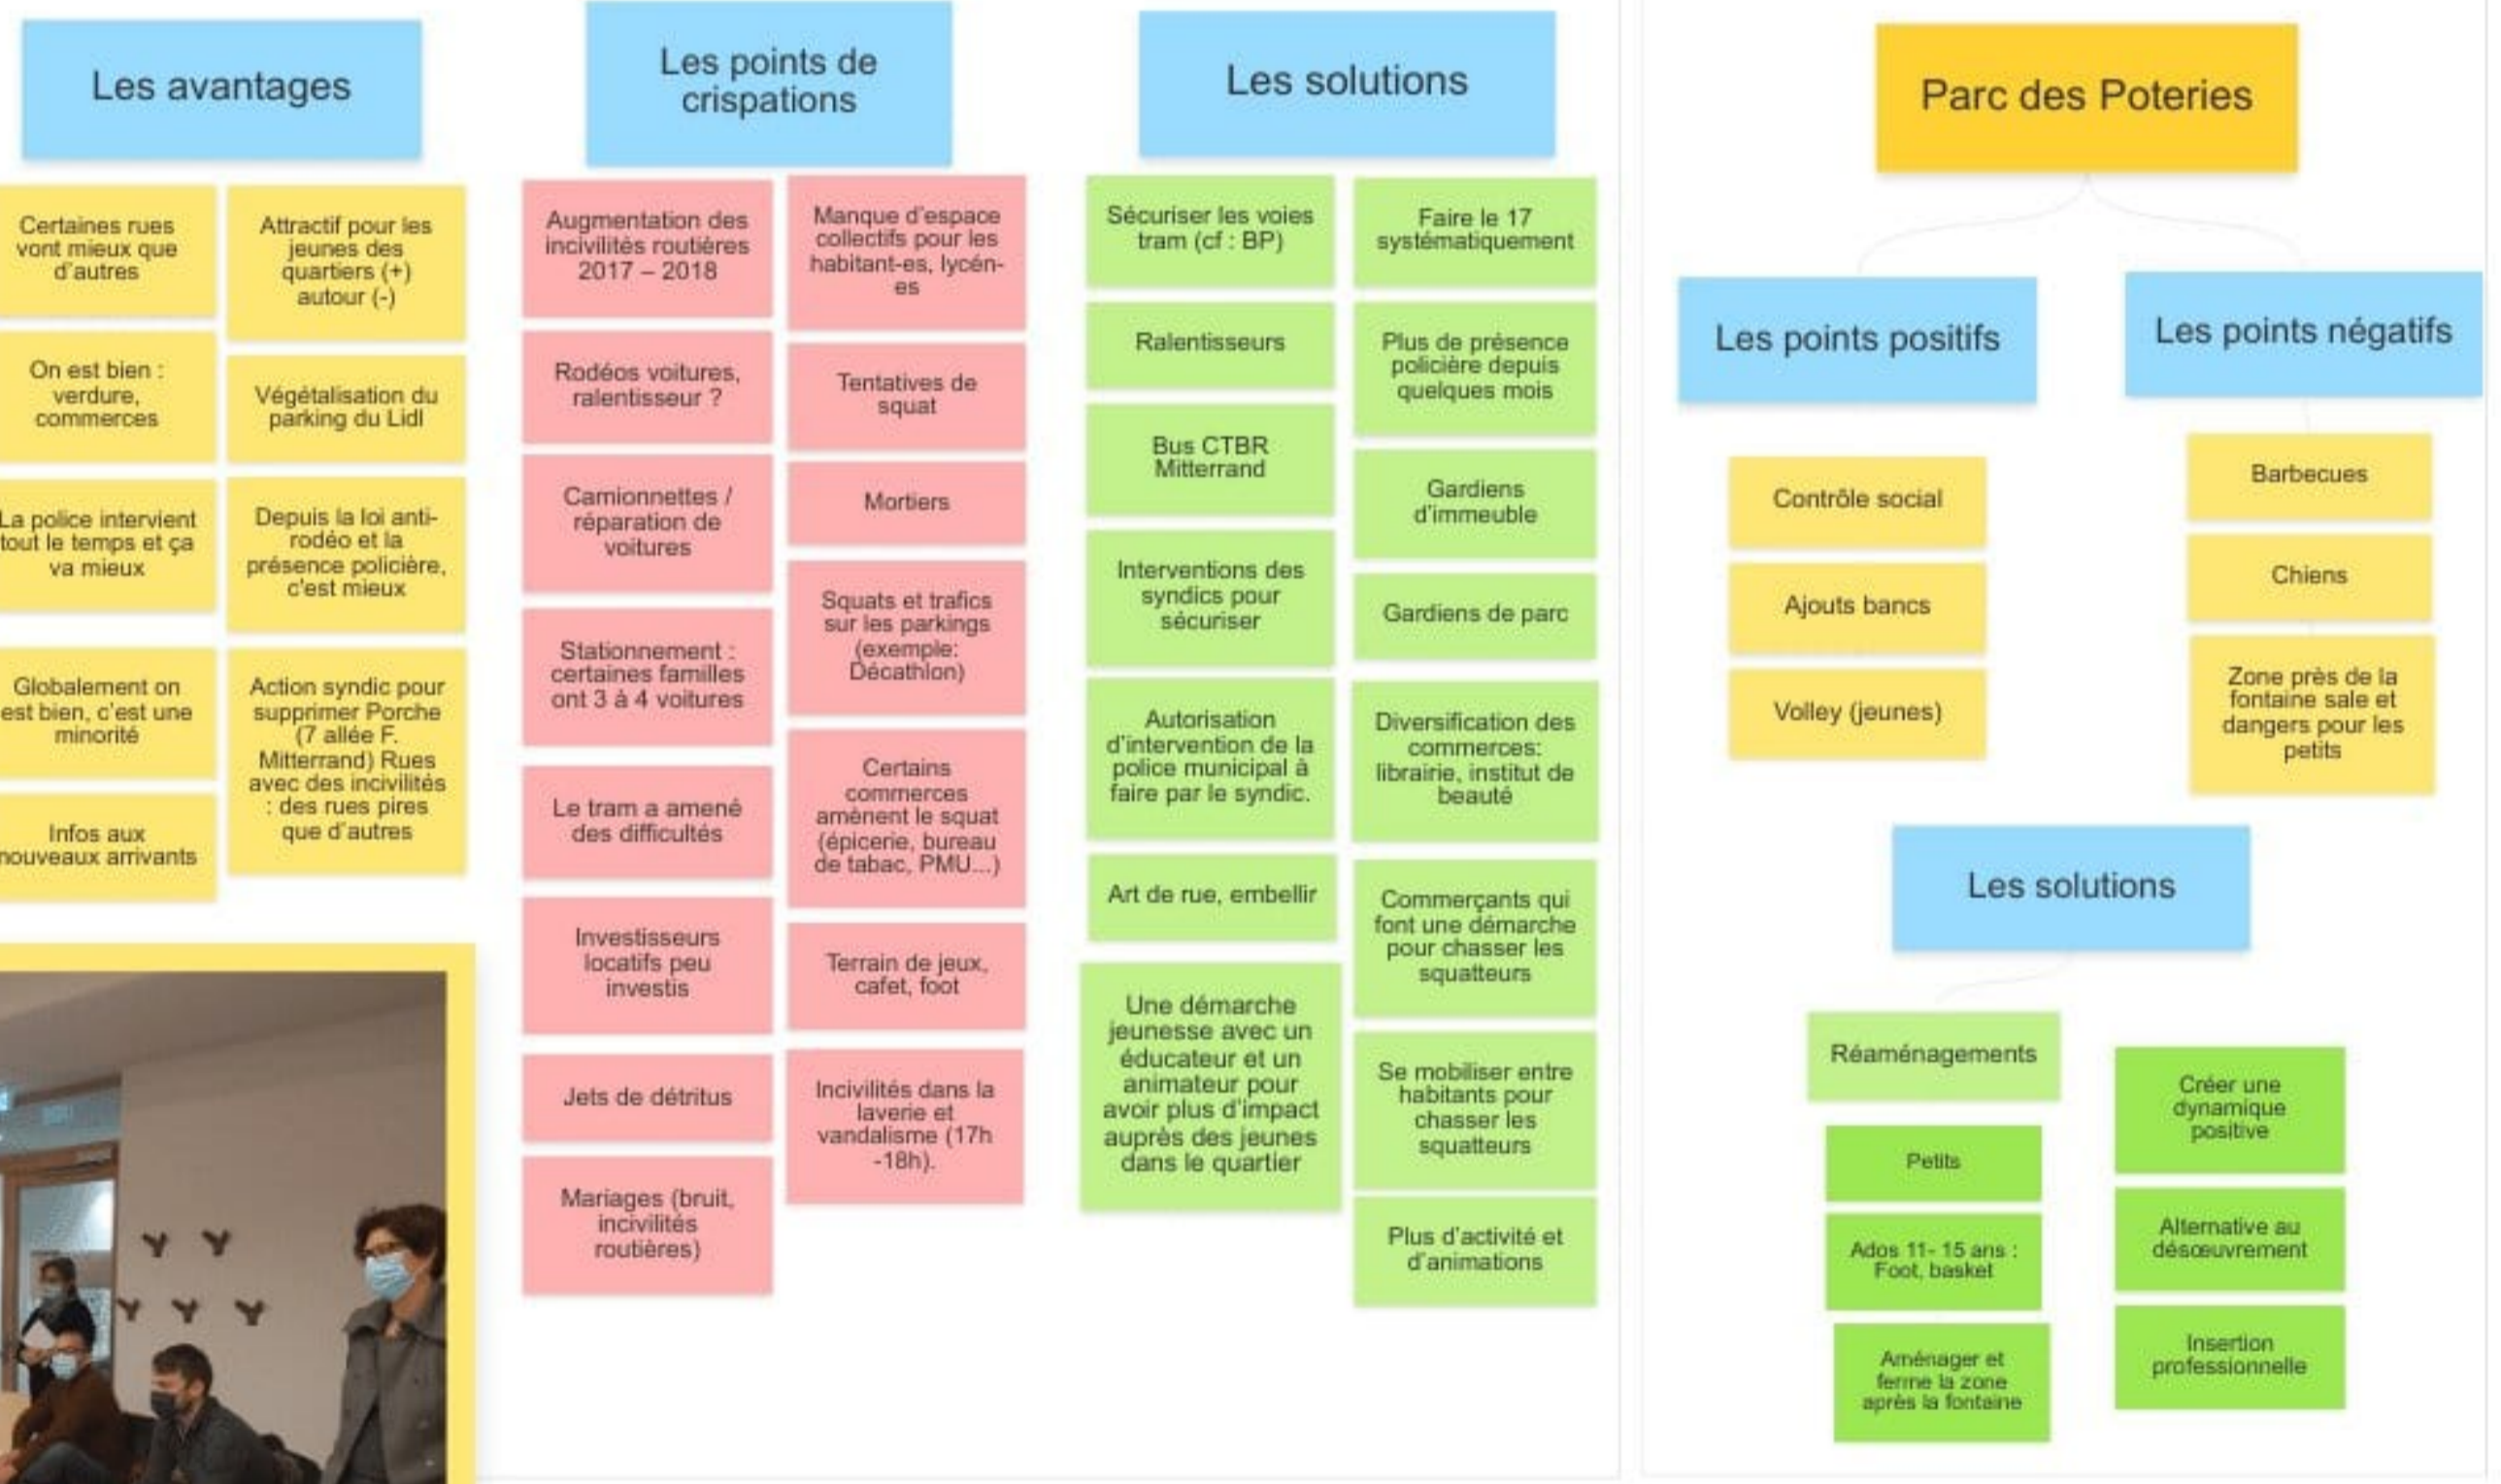 Les avantages
Certaines rues
vont mieux que
d'autres
On est bien :
verdure,
commerces
La police intervient
tout le temps et ça
va mieux
Globalement on
est bien, c'est une
minorité
Infos aux
nouveaux arrivants
Attractif pour les
jeunes des
quartiers (+)
autour (-)
Végétalisation du
parking du Lidl
Depuis la loi anti-
rodéo et la
présence policière,
c'est mieux
Action syndic pour
supprimer Porche
(7 allée F.
Mitterrand) Rues
avec des incivilités
: des rues pires
que d'autres
Les points de
crispations
Augmentation des
incivilités routières
2017 – 2018
Rodéos voitures,
ralentisseur ?
Camionnettes /
réparation de
voitures
Stationnement :
certaines familles
ont 3 à 4 voitures
Le tram a amené
des difficultés
Investisseurs
locatifs peu
investis
Jets de détritus
Mariages (bruit,
incivilités
routières)
Manque d'espace
collectifs pour les
habitant-es, lycén-
es
Tentatives de
squat
Mortiers
Squats et trafics
sur les parkings
(exemple:
Décathlon)
Certains
commerces
amènent le squat
(épicerie, bureau
de tabac, PMU...)
Terrain de jeux,
cafet, foot
Incivilités dans la
laverie et
vandalisme (17h
-18h).
Les solutions
Sécuriser les voies
tram (cf : BP)
Ralentisseurs
Bus CTBR
Mitterrand
Interventions des
syndics pour
sécuriser
Autorisation
d'intervention de la
police municipal à
faire par le syndic.
Art de rue, embellir
Une démarche
jeunesse avec un
éducateur et un
animateur pour
avoir plus d'impact
auprès des jeunes
dans le quartier
Faire le 17
systématiquement
Plus de présence
policière depuis
quelques mois
Gardiens
d'immeuble
Gardiens de parc
Diversification des
commerces:
librairie, institut de
beauté
Commerçants qui
font une démarche
pour chasser les
squatteurs
Se mobiliser entre
habitants pour
chasser les
squatteurs
Plus d'activité et
d'animations
Parc des Poteries
Les points positifs
Contrôle social
Ajouts bancs
Volley (jeunes)
Les points négatifs
Barbecues
Chiens
Zone près de la
fontaine sale et
dangers pour les
petits
Les solutions
Réaménagements
Petits
Ados 11- 15 ans :
Foot, basket
Aménager et
ferme la zone
après la fontaine
Créer une
dynamique
positive
Alternative au
désœuvrement
Insertion
professionnelle